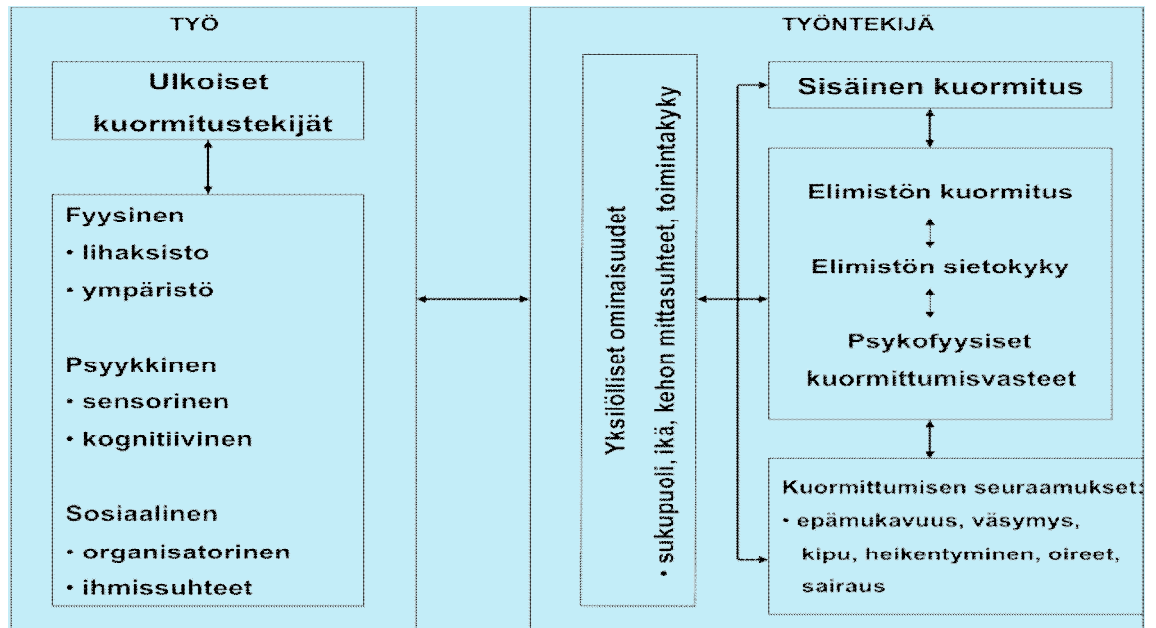 TYÖ
Ulkoiset
kuormitustekijät
Fyysinen
• lihaksisto
• ympäristö
Psyykkinen
• sensorinen
• kognitiivinen
Sosiaalinen
• organisatorinen
• ihmissuhteet
TYÖNTEKIJÄ
Yksilölliset ominaisuudet
• sukupuoli, ikä, kehon mittasuhteet, toimintakyky
Sisäinen kuormitus
Elimistön kuormitus
Elimistön sietokyky
Psykofyysiset
kuormittumisvasteet
Kuormittumisen seuraamukset:
• epämukavuus, väsymys,
kipu, heikentyminen, oireet,
sairaus